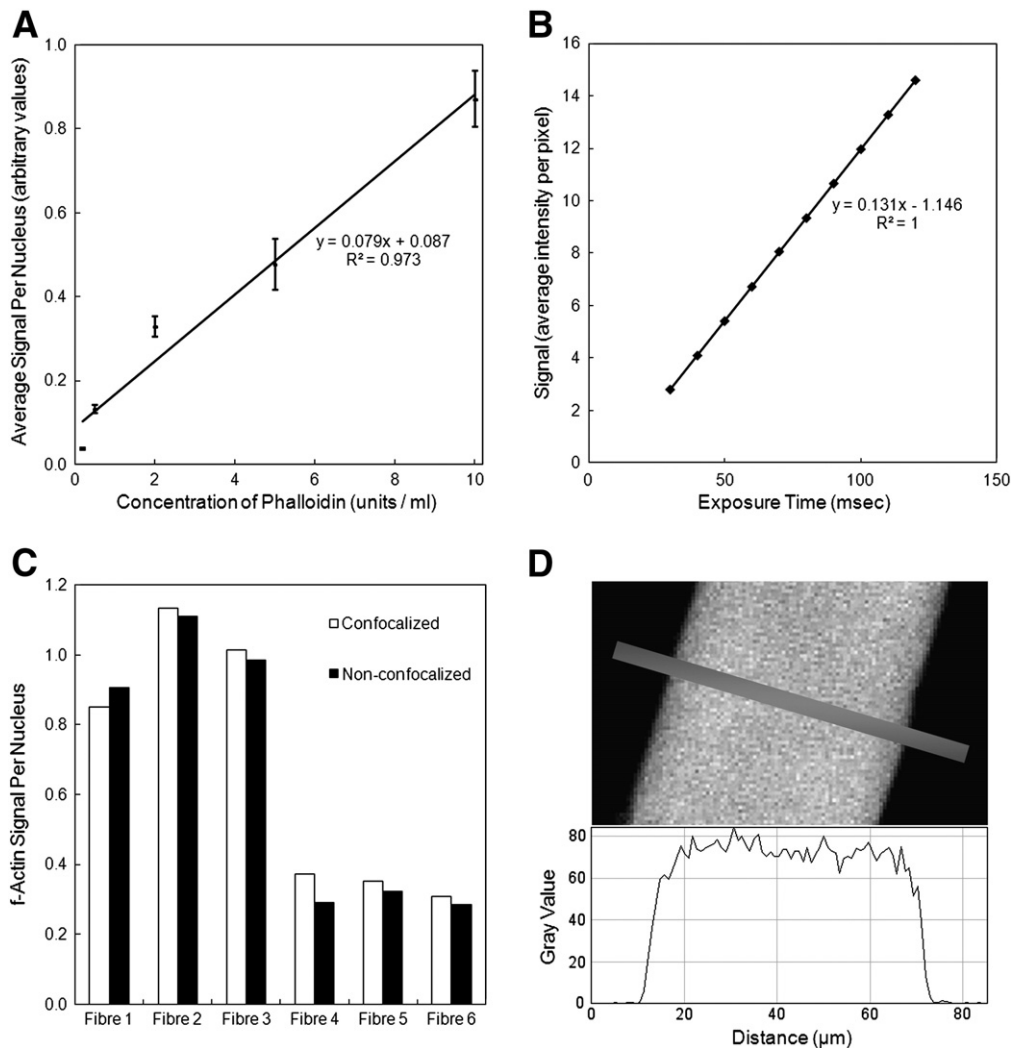 A
Average Signal Per Nucleus (arbitrary values)
1.0
0.8
0.6
0.4
0.2
0.0
y = 0.079x + 0.087
R² = 0.973
0 2 4 6 8 10
Concentration of Phalloidin (units / ml)
B
Signal (average intensity per pixel)
16
14
12
10
8
6
4
2
0
y = 0.131x - 1.146
R² = 1
0 50 100 150
Exposure Time (msec)
C
f-Actin Signal Per Nucleus
1.2
1.0
0.8
0.6
0.4
0.2
0.0
Confocalized
Non-confocalized
Fibre 1 Fibre 2 Fibre 3 Fibre 4 Fibre 5 Fibre 6
D
Gray Value
80
60
40
20
0
0 20 40 60 80
Distance (µm)